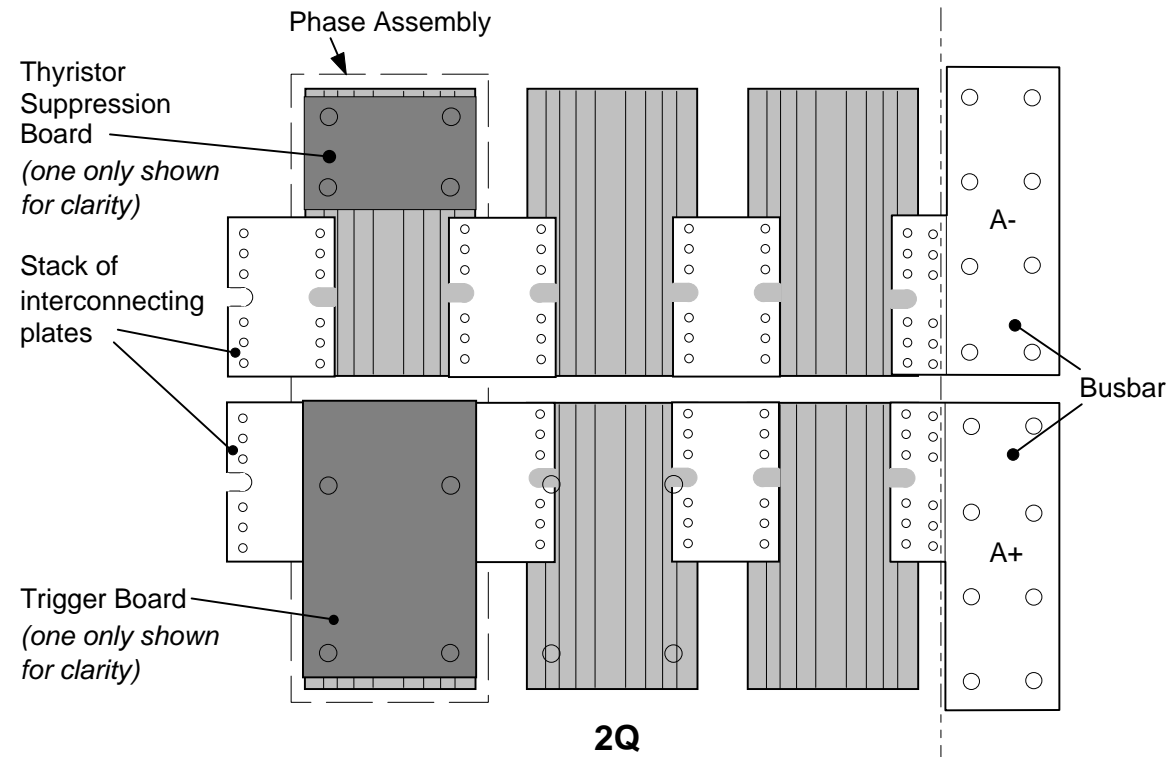 Phase Assembly
Thyristor
Suppression
Board
(one only shown
for clarity)
A-
Stack of
interconnecting
plates
Busbar
A+
Trigger Board
(one only shown
for clarity)
2Q